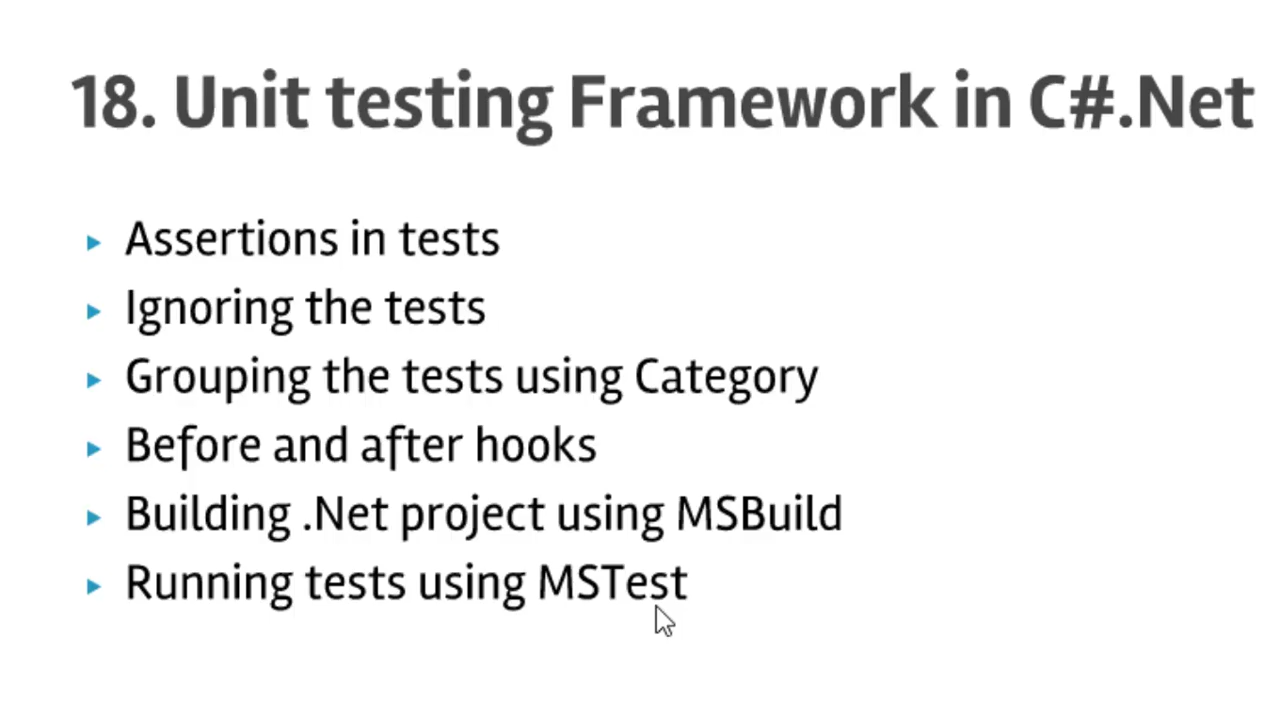 18. Unit testing Framework in C#.Net
Assertions in tests
Ignoring the tests
Grouping the tests using Category
Before and after hooks
Building .Net project using MSBuild
Running tests using MSTest